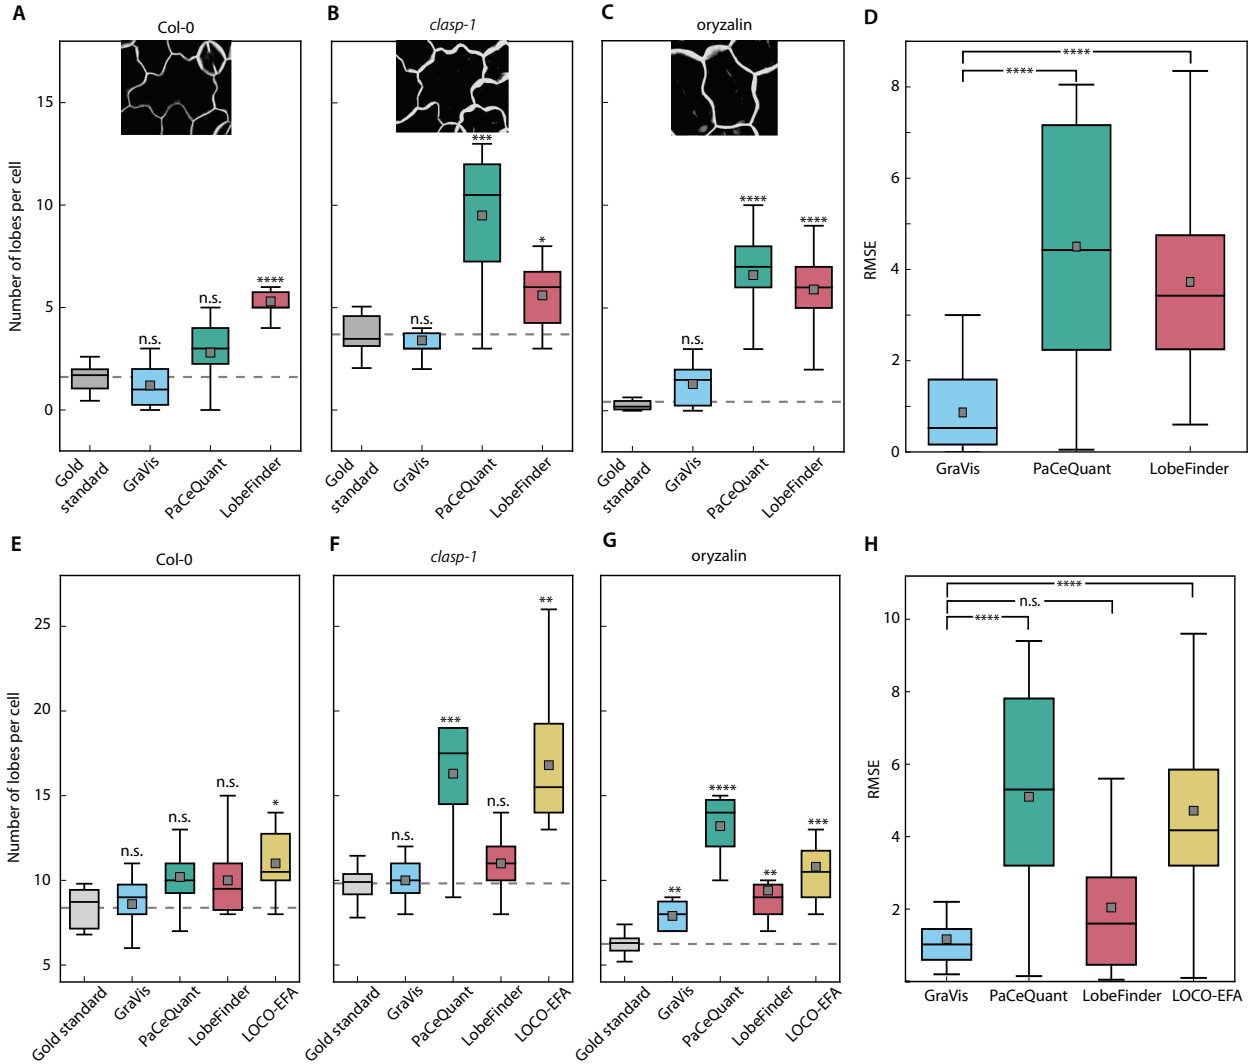 A
Col-0
Number of lobes per cell
15
10
5
0
n.s.
n.s.
****
Gold
standard
GraVis
PaCeQuant
LobeFinder
B
clasp-1
n.s.
***
*
Gold
standard
GraVis
PaCeQuant
LobeFinder
C
oryzalin
n.s.
****
****
Gold
standard
GraVis
PaCeQuant
LobeFinder
D
RMSE
8
6
4
2
0
****
****
GraVis
PaCeQuant
LobeFinder
E
Col-0
Number of lobes per cell
25
20
15
10
5
n.s.
n.s.
n.s.
*
Gold standard
GraVis
PaCeQuant
LobeFinder
LOCO-EFA
F
clasp-1
n.s.
***
n.s.
**
Gold standard
GraVis
PaCeQuant
LobeFinder
LOCO-EFA
G
oryzalin
**
****
**
***
Gold standard
GraVis
PaCeQuant
LobeFinder
LOCO-EFA
H
RMSE
10
8
6
4
2
****
n.s.
****
GraVis
PaCeQuant
LobeFinder
LOCO-EFA